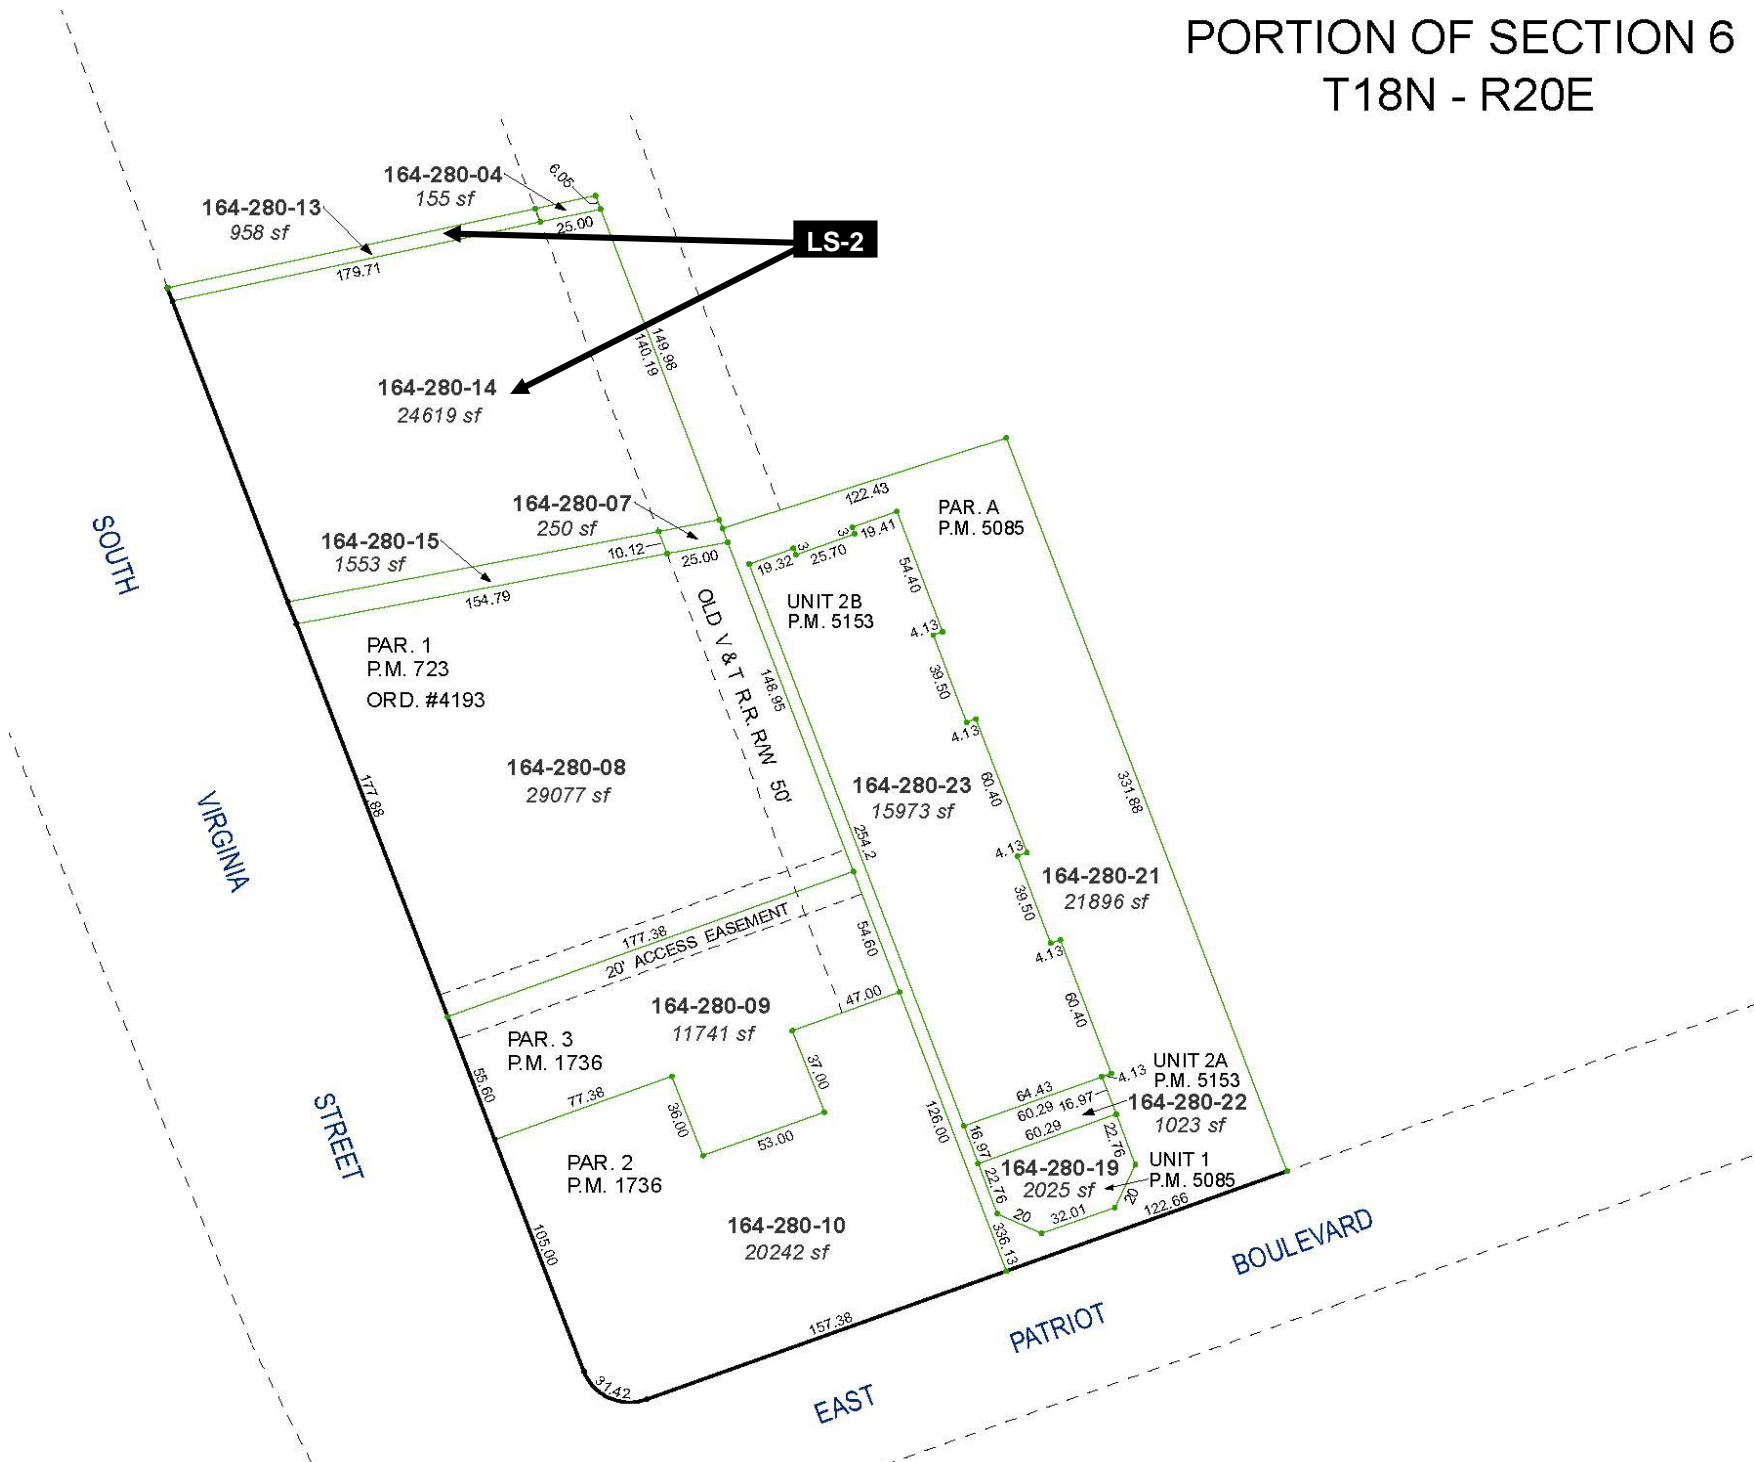 PORTION OF SECTION 6
T18N - R20E
164-280-04
155 sf
6.05
164-280-13
958 sf
25.00
LS-2
179.71
149.98
140.19
164-280-14
24619 sf
122.43
164-280-07
250 sf
PAR. A
P.M. 5085
164-280-15
1553 sf
10.12
25.00
19.32
3
25.70
3
19.41
154.79
54.40
SOUTH
UNIT 2B
P.M. 5153
4.13
PAR. 1
P.M. 723
ORD. #4193
OLD V & T R.R. R/W 50'
148.95
39.50
4.13
164-280-08
29077 sf
177.88
164-280-23
15973 sf
60.40
331.88
VIRGINIA
254.2
4.13
164-280-21
21896 sf
39.50
177.38
20' ACCESS EASEMENT
54.60
4.13
164-280-09
11741 sf
47.00
60.40
PAR. 3
P.M. 1736
55.60
77.38
36.00
37.00
53.00
126.00
64.43
4.13
UNIT 2A
P.M. 5153
60.29
16.97
164-280-22
1023 sf
60.29
16.97
22.76
STREET
PAR. 2
P.M. 1736
164-280-19
2025 sf
UNIT 1
P.M. 5085
22.76
20
32.01
20
122.66
164-280-10
20242 sf
105.00
336.13
BOULEVARD
157.38
PATRIOT
31.42
EAST